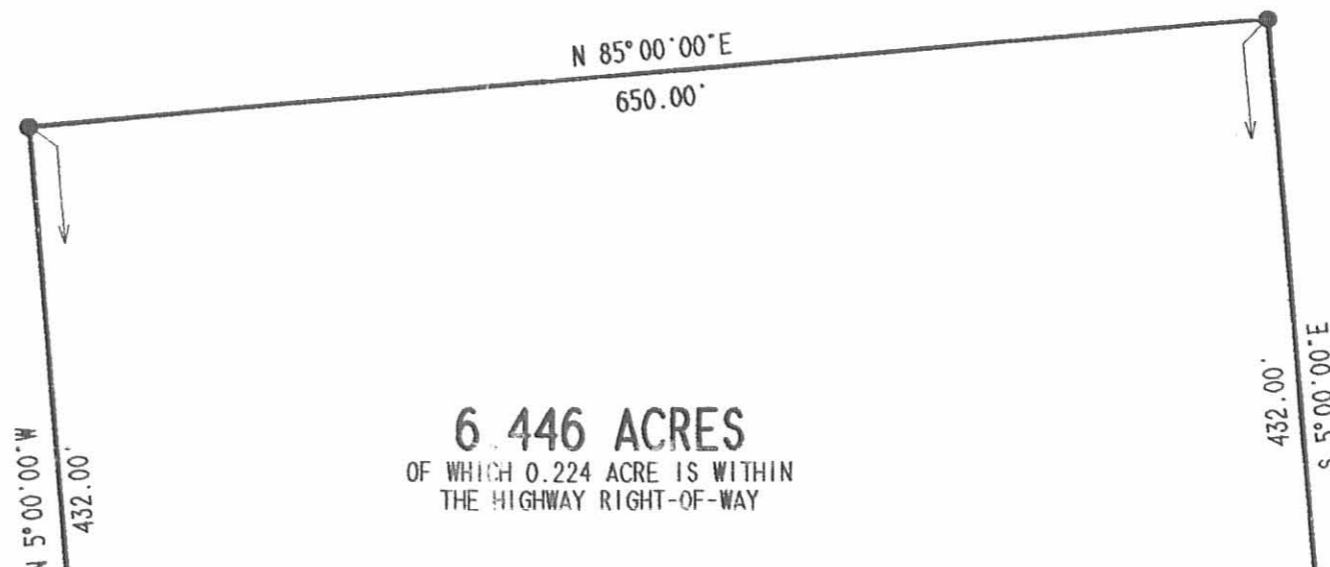 N 85°00'00"E
650.00'
6.446 ACRES
OF WHICH 0.224 ACRE IS WITHIN
THE HIGHWAY RIGHT-OF-WAY
N 5°00'00"W
432.00'
432.00'
S 5°00'00"E